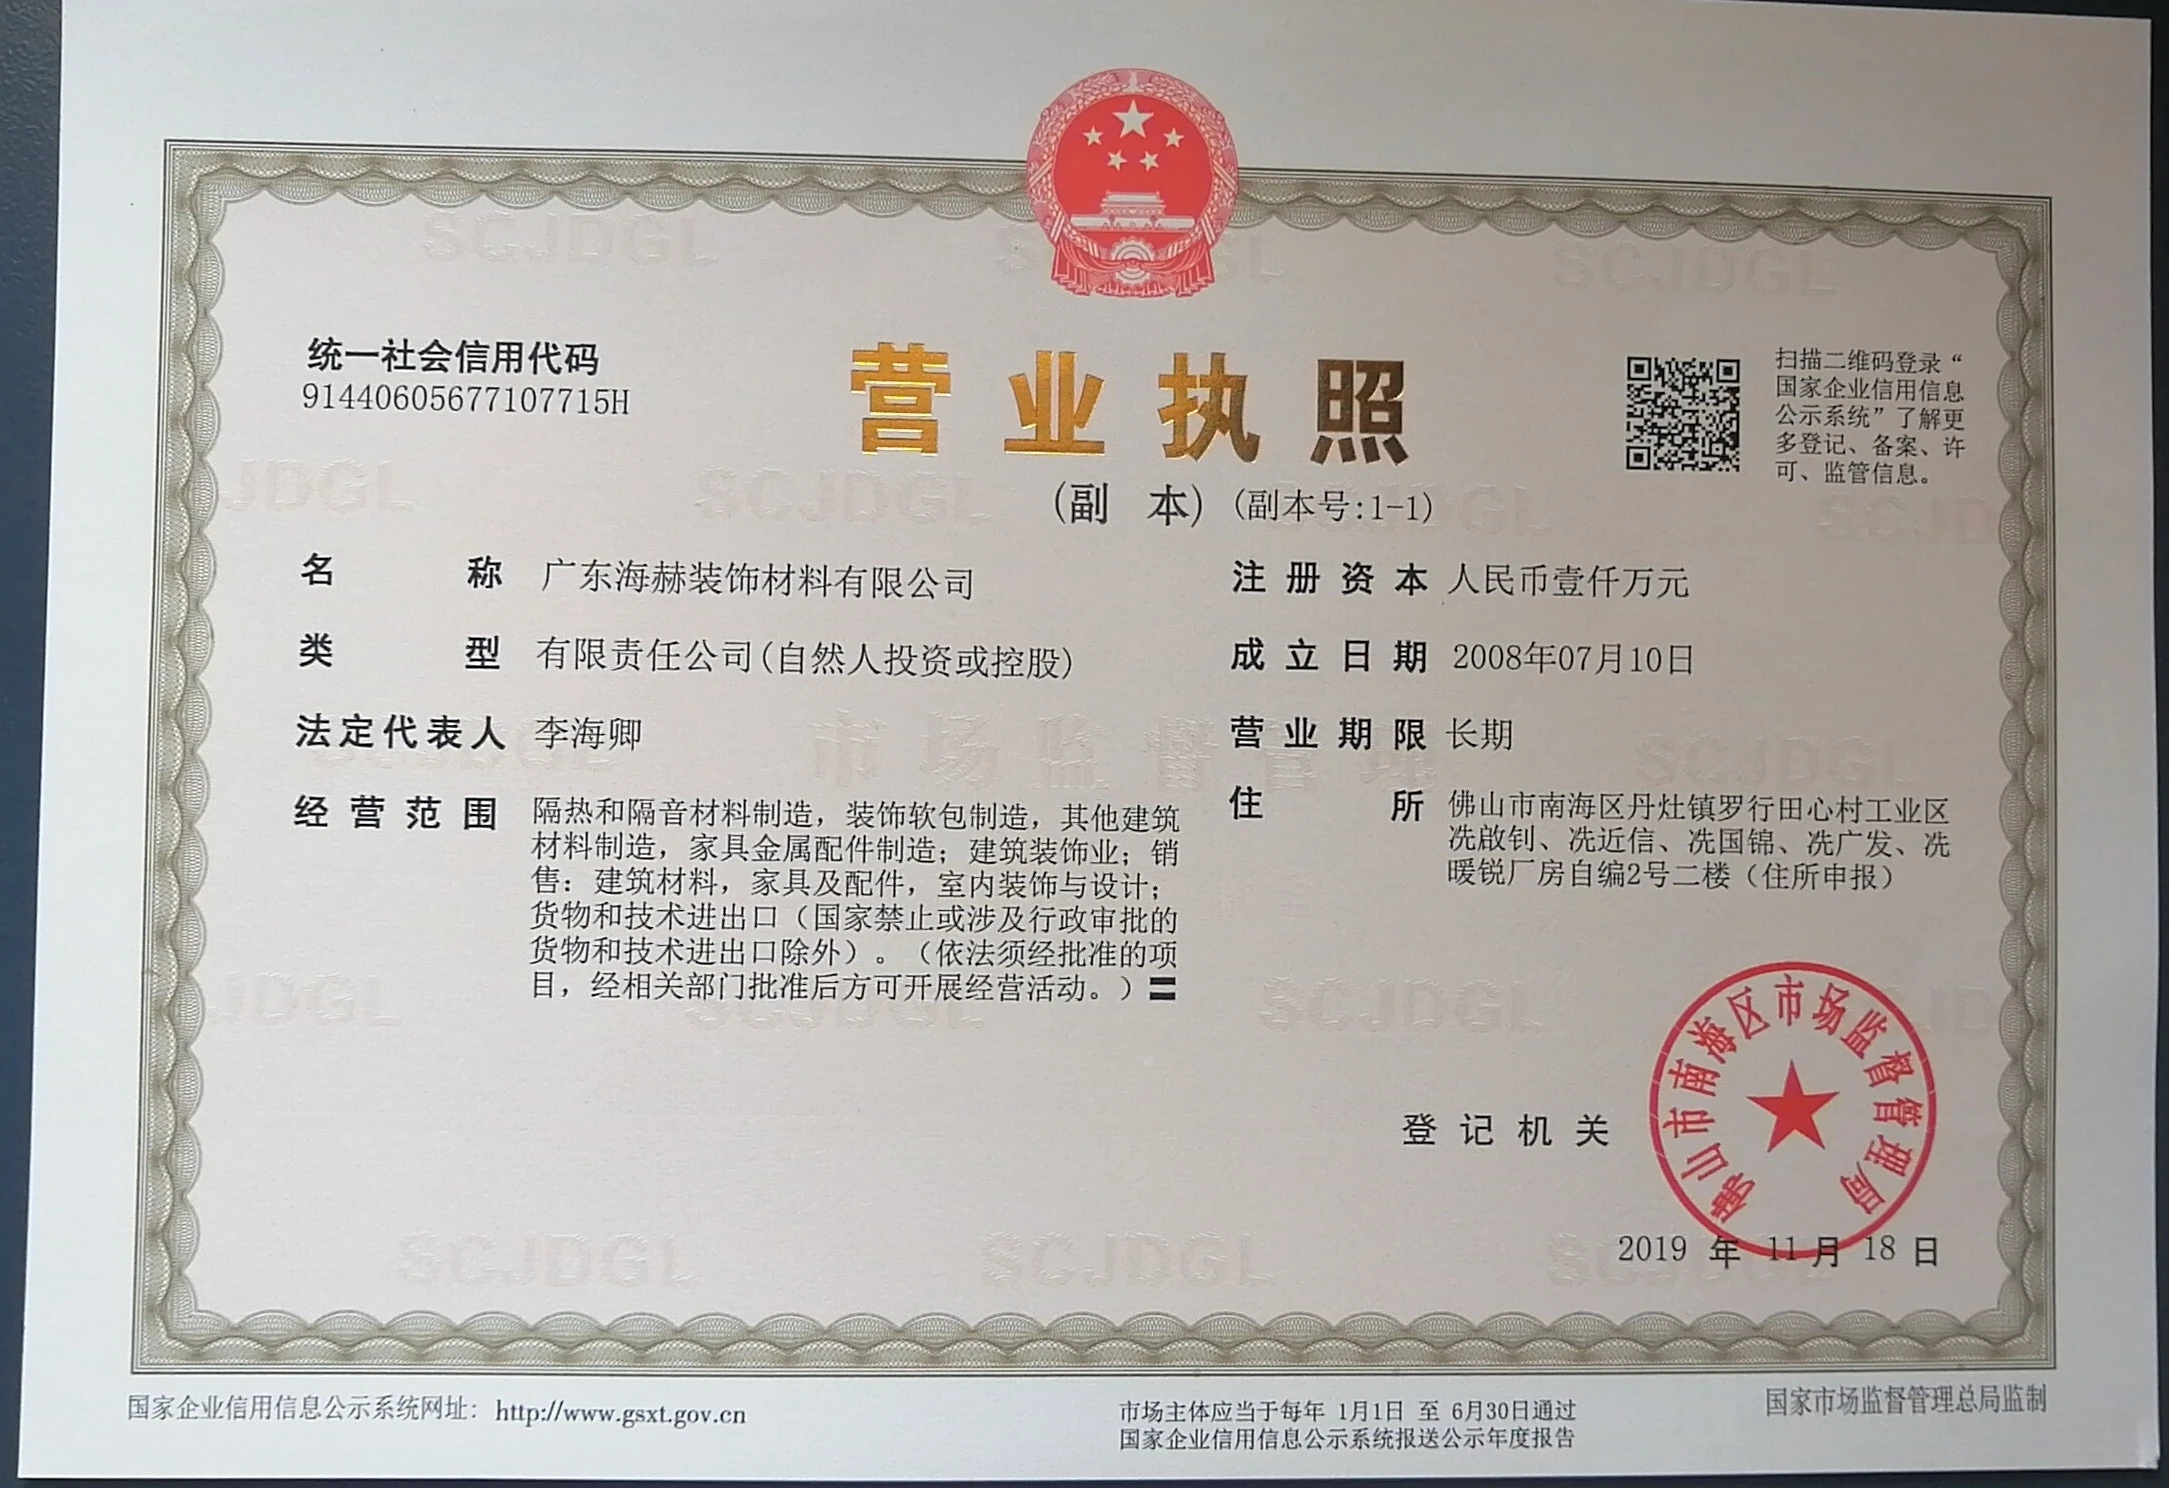 统一社会信用代码
91440605677107715H
营业执照
(副 本) (副本号:1-1)
扫描二维码登录“
国家企业信用信息
公示系统”了解更
多登记、备案、许
可、监管信息。
名 称 广东海赫装饰材料有限公司
类 型 有限责任公司(自然人投资或控股)
法定代表人 李海卿
经营范围 隔热和隔音材料制造，装饰软包制造，其他建筑
材料制造，家具金属配件制造；建筑装饰业；销
售：建筑材料，家具及配件，室内装饰与设计；
货物和技术进出口（国家禁止或涉及行政审批的
货物和技术进出口除外）。（依法须经批准的项
目，经相关部门批准后方可开展经营活动。）〓
注册资本 人民币壹仟万元
成立日期 2008年07月10日
营业期限 长期
住 所 佛山市南海区丹灶镇罗行田心村工业区
冼啟钊、冼近信、冼国锦、冼广发、冼
暖锐厂房自编2号二楼（住所申报）
登记机关
佛山市南海区市场监督管理局
2019 年 11 月 18 日
国家企业信用信息公示系统网址：http://www.gsxt.gov.cn
市场主体应当于每年 1月1日 至 6月30日通过
国家企业信用信息公示系统报送公示年度报告
国家市场监督管理总局监制
SCJDGL
市场监督管理